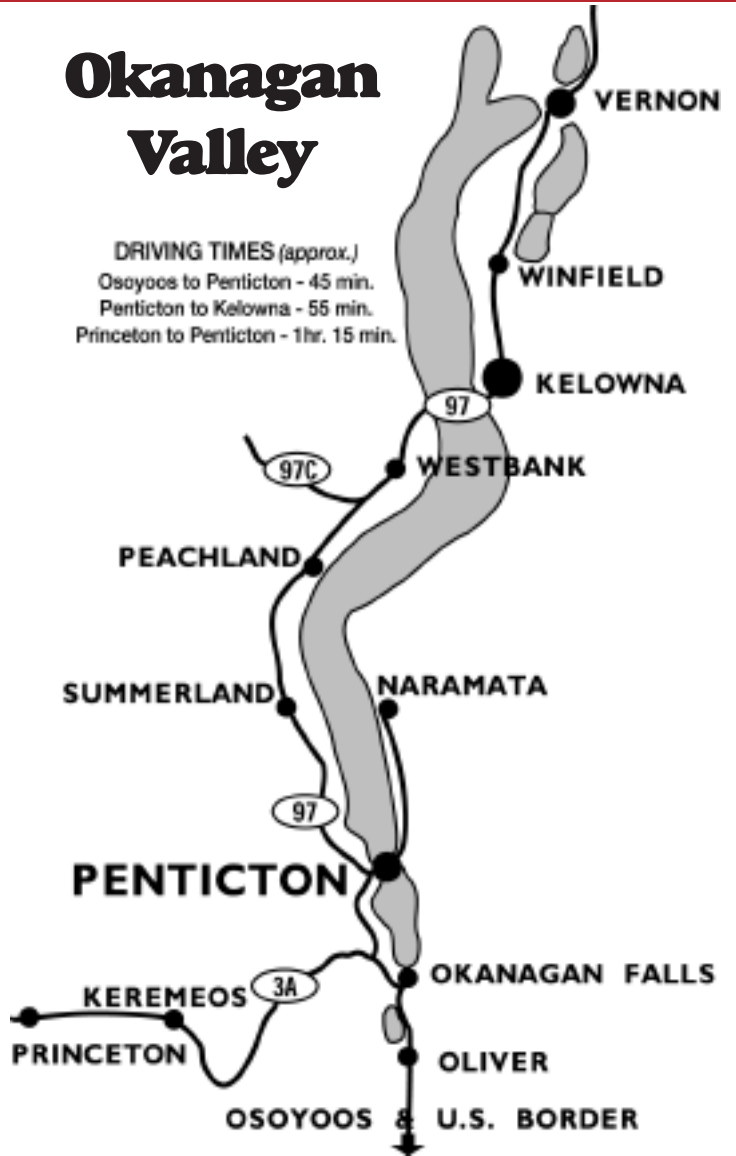 Okanagan
Valley
DRIVING TIMES (approx.)
Osoyoos to Penticton - 45 min.
Penticton to Kelowna - 55 min.
Princeton to Penticton - 1hr. 15 min.
VERNON
WINFIELD
KELOWNA
97
97C
WESTBANK
PEACHLAND
SUMMERLAND
NARAMATA
97
PENTICTON
OKANAGAN FALLS
3A
KEREMEOS
PRINCETON
OLIVER
OSOYOOS & U.S. BORDER